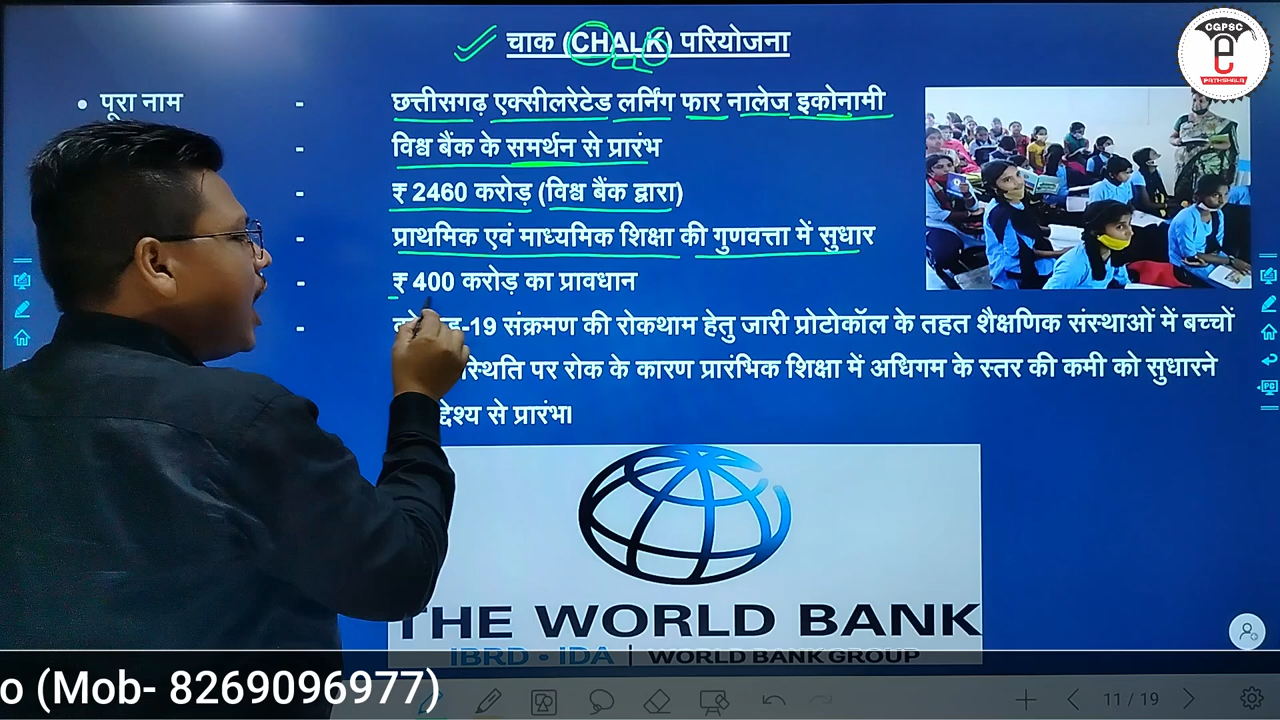 चाक (CHALK) परियोजना
CGPSC
e
PATHSHALA
• पूरा नाम - छत्तीसगढ़ एक्सीलरेटेड लर्निंग फार नालेज इकोनामी
- विश्व बैंक के समर्थन से प्रारंभ
- ₹ 2460 करोड़ (विश्व बैंक द्वारा)
- प्राथमिक एवं माध्यमिक शिक्षा की गुणवत्ता में सुधार
- ₹ 400 करोड़ का प्रावधान
- -19 संक्रमण की रोकथाम हेतु जारी प्रोटोकॉल के तहत शैक्षणिक संस्थाओं में बच्चों
पर रोक के कारण प्रारंभिक शिक्षा में अधिगम के स्तर की कमी को सुधारने
से प्रारंभ।
THE WORLD BANK
IBRD - IDA | WORLD BANK GROUP
o (Mob- 8269096977)
11 / 19